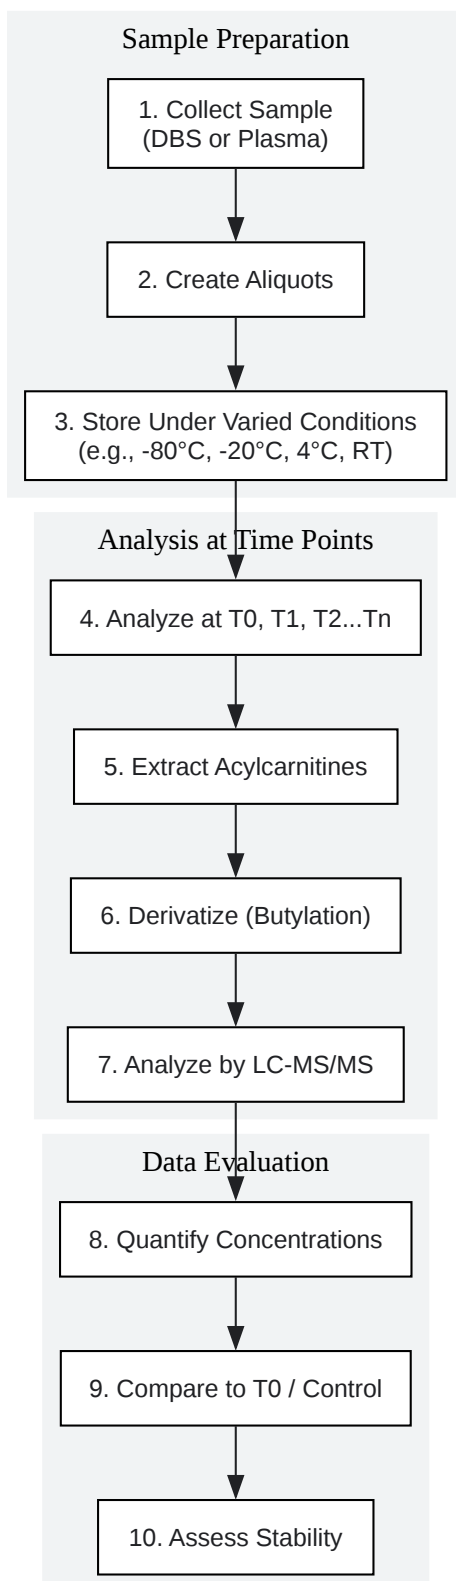 Sample Preparation
1. Collect Sample
(DBS or Plasma)
2. Create Aliquots
3. Store Under Varied Conditions
(e.g., -80°C, -20°C, 4°C, RT)
Analysis at Time Points
4. Analyze at T0, T1, T2...Tn
5. Extract Acylcarnitines
6. Derivatize (Butylation)
7. Analyze by LC-MS/MS
Data Evaluation
8. Quantify Concentrations
9. Compare to T0 / Control
10. Assess Stability